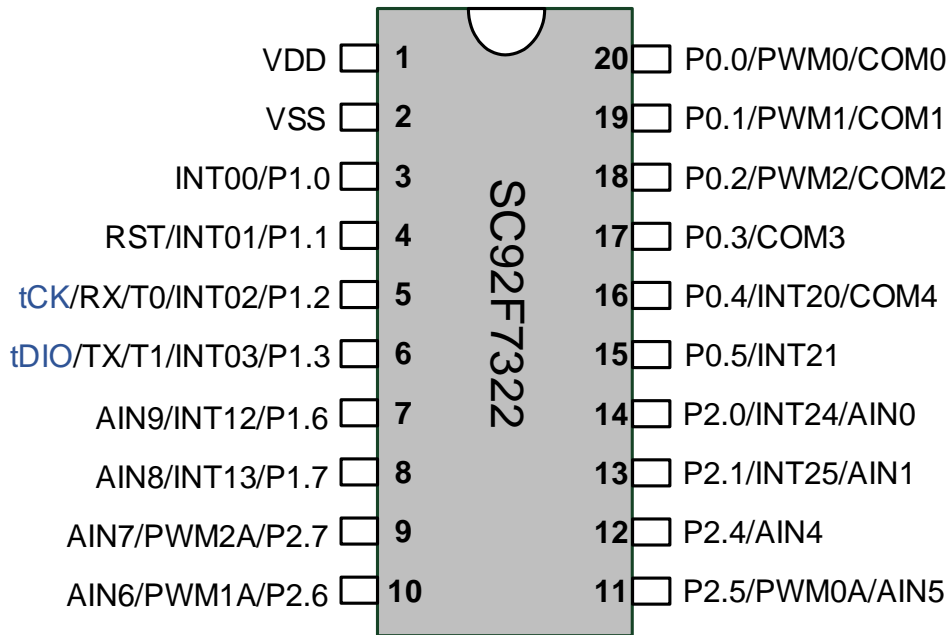 VDD 1 20 P0.0/PWM0/COM0
VSS 2 19 P0.1/PWM1/COM1
INT00/P1.0 3 18 P0.2/PWM2/COM2
RST/INT01/P1.1 4 17 P0.3/COM3
tCK/RX/T0/INT02/P1.2 5 16 P0.4/INT20/COM4
tDIO/TX/T1/INT03/P1.3 6 15 P0.5/INT21
AIN9/INT12/P1.6 7 14 P2.0/INT24/AIN0
AIN8/INT13/P1.7 8 13 P2.1/INT25/AIN1
AIN7/PWM2A/P2.7 9 12 P2.4/AIN4
AIN6/PWM1A/P2.6 10 11 P2.5/PWM0A/AIN5
SC92F7322